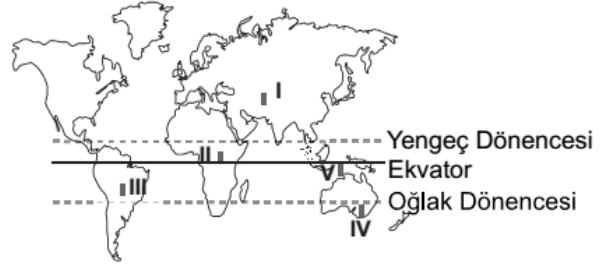 I
Yengeç Dönencesi
II
Ekvator
V
III
Oğlak Dönencesi
IV